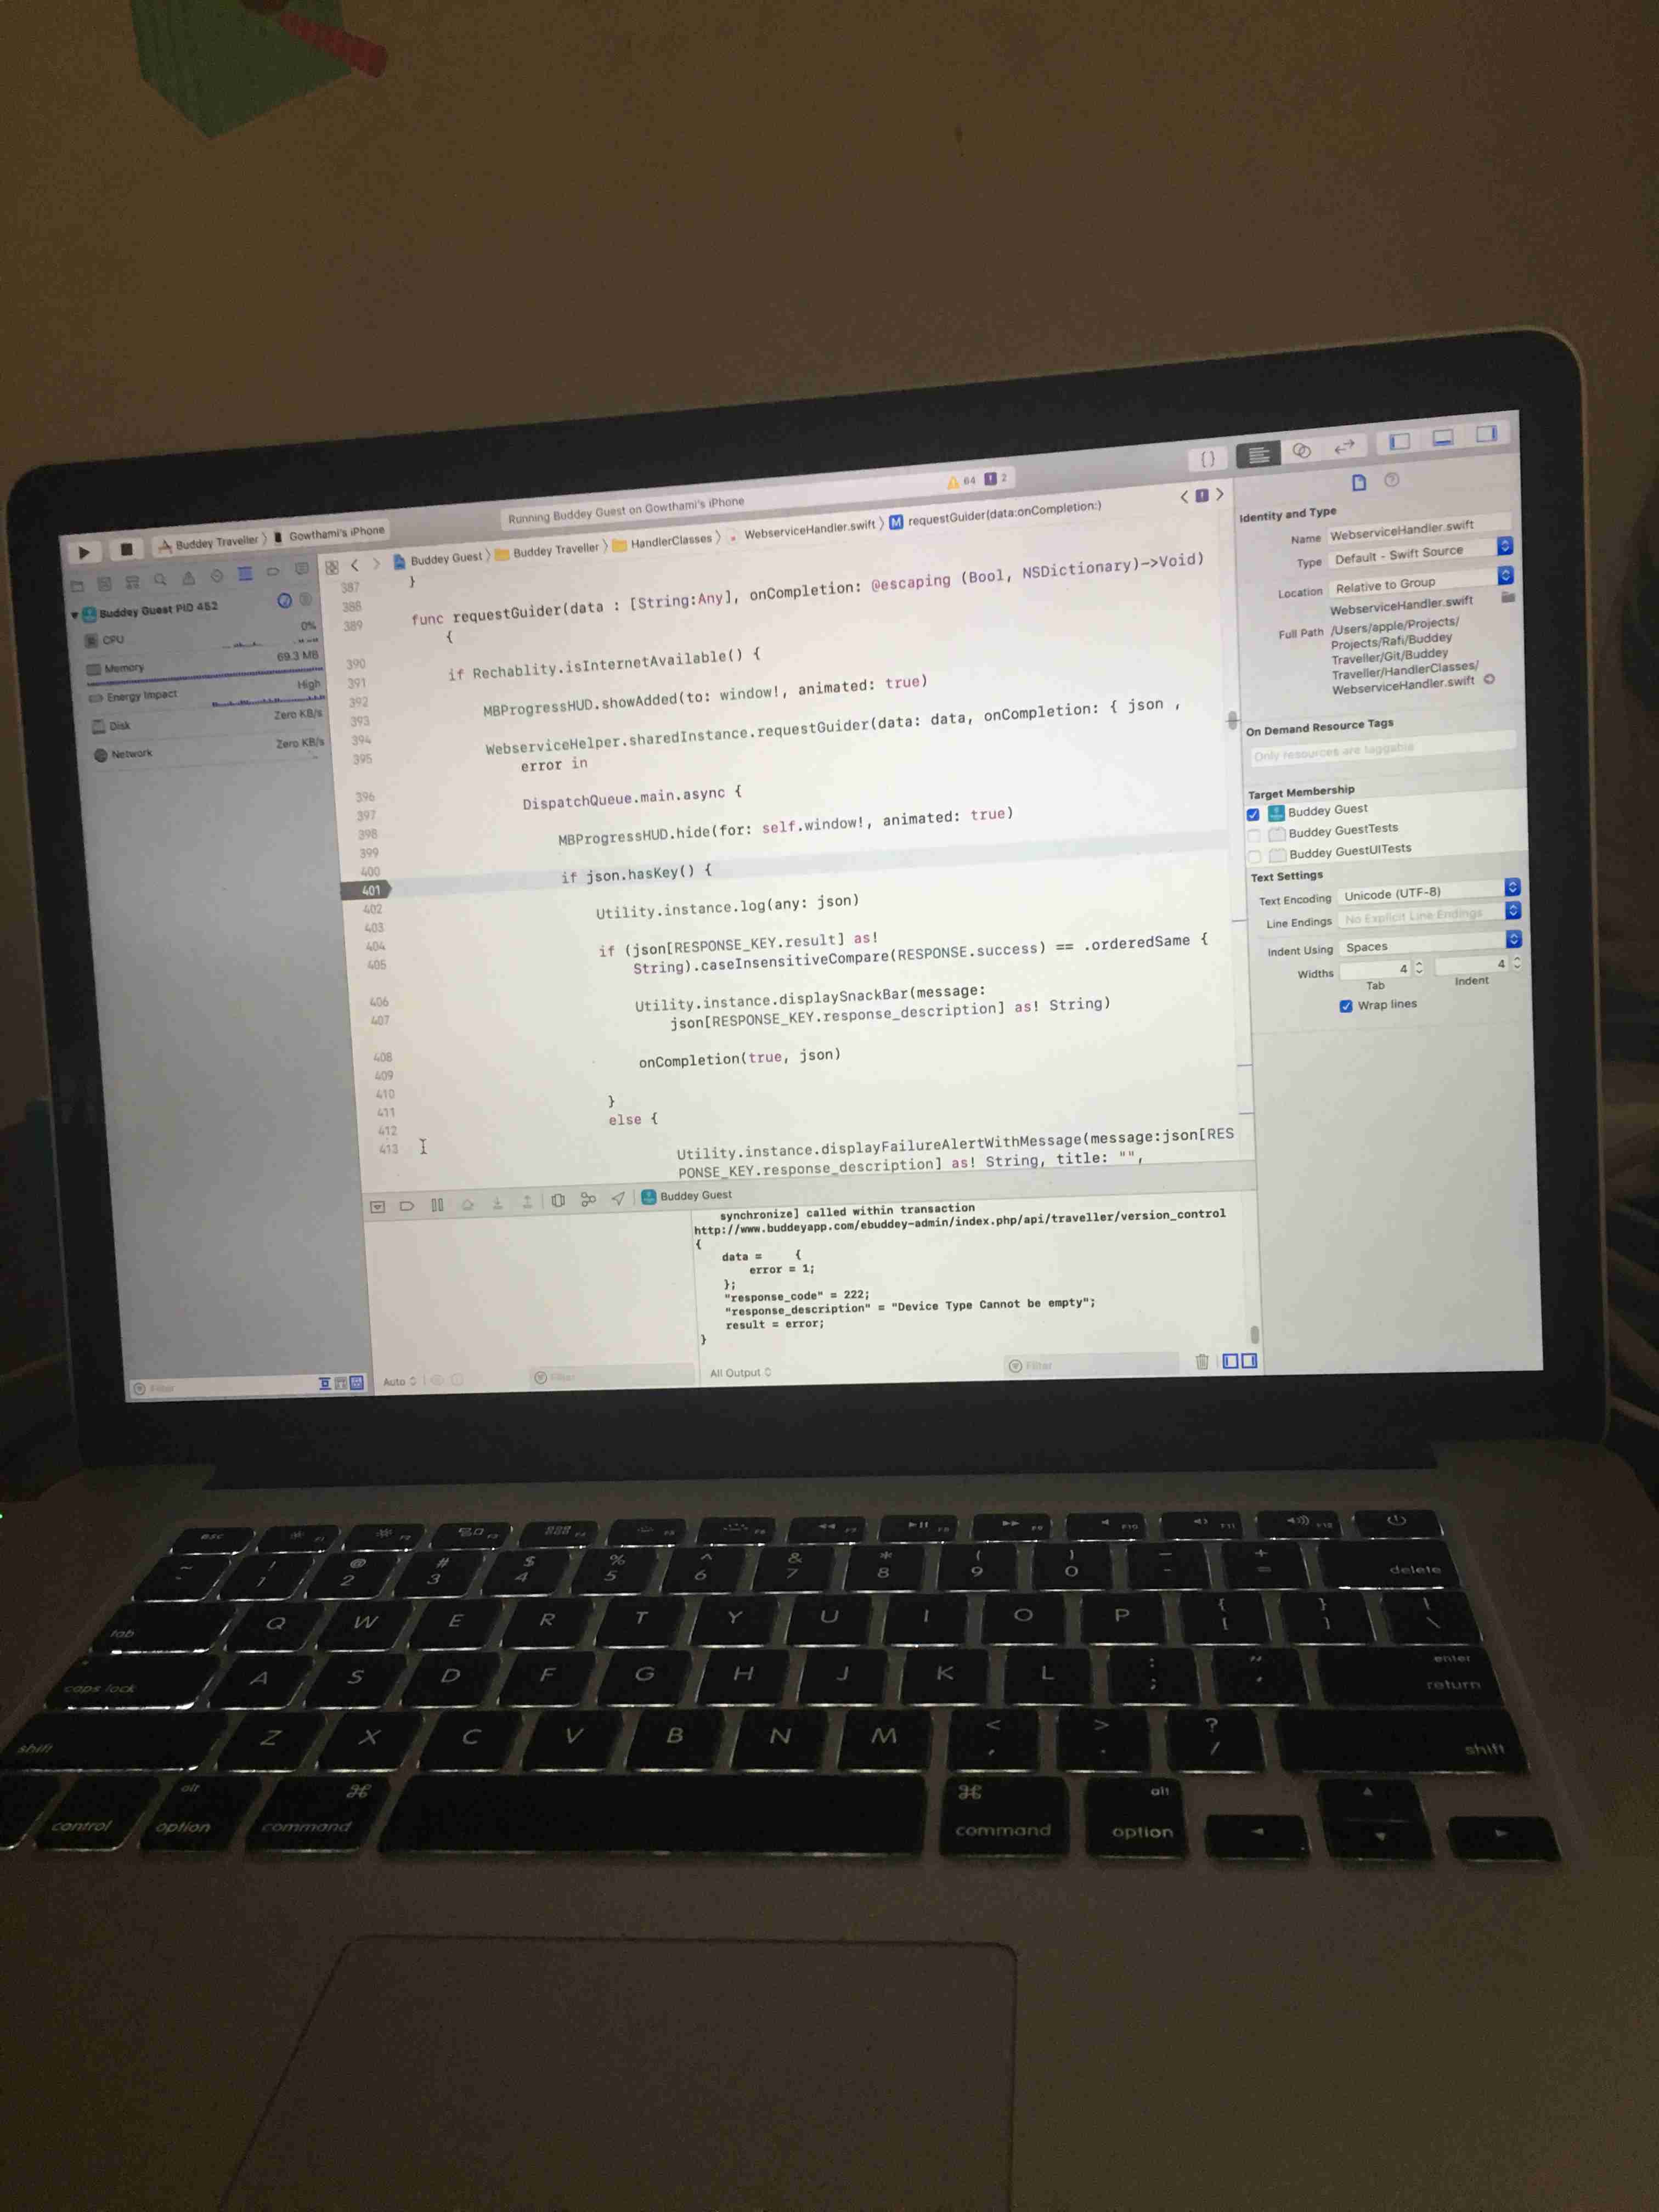 Buddey Traveller 〉 Gowthami's iPhone
Running Buddey Guest on Gowthami's iPhone
64 2
{}
Buddey Guest 〉 Buddey Traveller 〉 HandlerClasses 〉 WebserviceHandler.swift 〉 M requestGuider(data:onCompletion:)
Buddey Guest PID 452
CPU 0%
Memory 69.3 MB
Energy Impact High
Disk Zero KB/s
Network Zero KB/s
387
388
389
390
391
392
393
394
395
396
397
398
399
400
401
402
403
404
405
406
407
408
409
410
411
412
413
}
func requestGuider(data : [String:Any], onCompletion: @escaping (Bool, NSDictionary)->Void)
{
if Rechablity.isInternetAvailable() {
MBProgressHUD.showAdded(to: window!, animated: true)
WebserviceHelper.sharedInstance.requestGuider(data: data, onCompletion: { json ,
error in
DispatchQueue.main.async {
MBProgressHUD.hide(for: self.window!, animated: true)
if json.hasKey() {
Utility.instance.log(any: json)
if (json[RESPONSE_KEY.result] as!
String).caseInsensitiveCompare(RESPONSE.success) == .orderedSame {
Utility.instance.displaySnackBar(message:
json[RESPONSE_KEY.response_description] as! String)
onCompletion(true, json)
}
else {
Utility.instance.displayFailureAlertWithMessage(message:json[RES
PONSE_KEY.response_description] as! String, title: "",
Buddey Guest
synchronize] called within transaction
http://www.buddeyapp.com/ebuddey-admin/index.php/api/traveller/version_control
{
data = {
error = 1;
};
"response_code" = 222;
"response_description" = "Device Type Cannot be empty";
result = error;
}
Filter
Auto
Filter
All Output
Filter
Identity and Type
Name WebserviceHandler.swift
Type Default - Swift Source
Location Relative to Group
WebserviceHandler.swift
Full Path /Users/apple/Projects/
Projects/Rafi/Buddey
Traveller/Git/Buddey
Traveller/HandlerClasses/
WebserviceHandler.swift
On Demand Resource Tags
Only resources are taggable
Target Membership
Buddey Guest
Buddey GuestTests
Buddey GuestUITests
Text Settings
Text Encoding Unicode (UTF-8)
Line Endings No Explicit Line Endings
Indent Using Spaces
Widths 4 4
Tab Indent
Wrap lines
esc F1 F2 F3 F4 F5 F6 F7 F8 F9 F10 F11 F12
~ ! @ # $ % ^ & * ( ) — +
1 2 3 4 5 6 7 8 9 0 - = delete
tab Q W E R T Y U I O P { [ } ] | \
caps lock A S D F G H J K L : ; " ' enter return
shift Z X C V B N M < , > . ? / shift
control alt option ⌘ command ⌘ command alt option